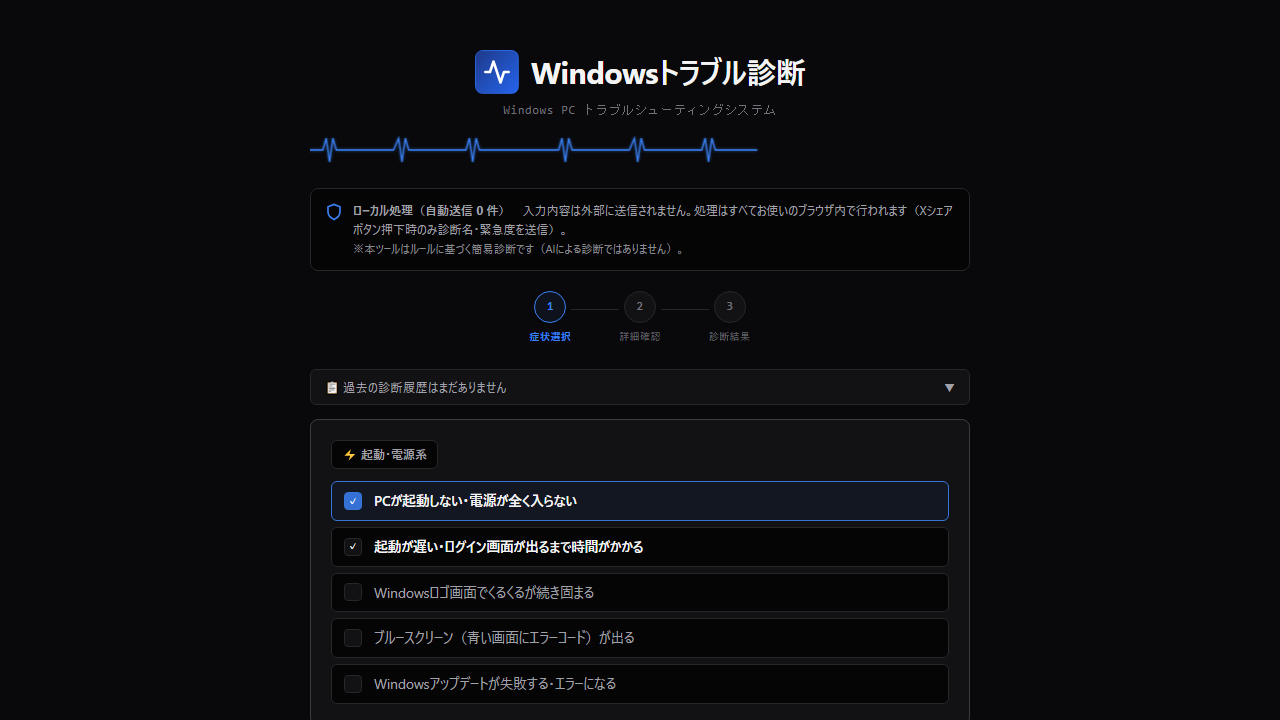 Windowsトラブル診断
Windows PC トラブルシューティングシステム
ローカル処理（自動送信 0 件） 入力内容は外部に送信されません。処理はすべてお使いのブラウザ内で行われます（Xシェア
ボタン押下時のみ診断名・緊急度を送信）。
※本ツールはルールに基づく簡易診断です（AIによる診断ではありません）。
1 2 3
症状選択 詳細確認 診断結果
📋 過去の診断履歴はまだありません ▼
⚡ 起動・電源系
✓ PCが起動しない・電源が全く入らない
✓ 起動が遅い・ログイン画面が出るまで時間がかかる
Windowsロゴ画面でくるくるが続き固まる
ブルースクリーン（青い画面にエラーコード）が出る
Windowsアップデートが失敗する・エラーになる